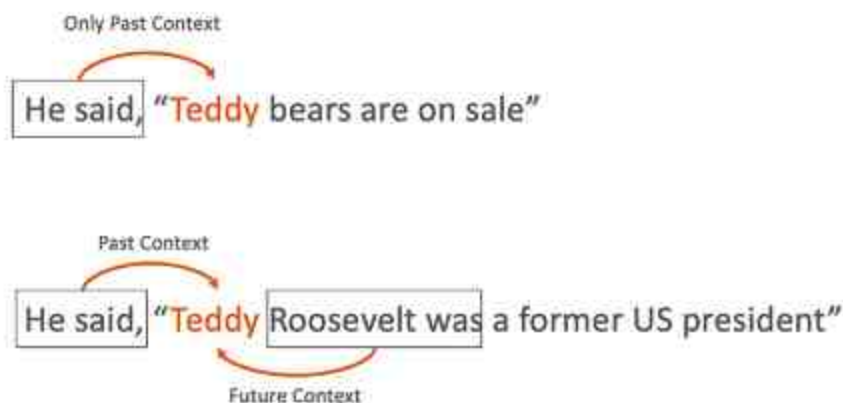 Only Past Context
He said, “Teddy bears are on sale”
Past Context
He said, “Teddy Roosevelt was a former US president”
Future Context